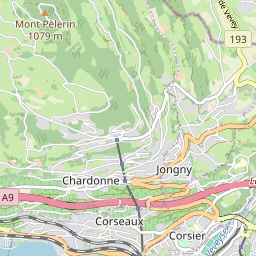 de Vevey
Mont Pèlerin
1079 m
193
Jongny
Chardonne
A9
Corseaux
Corsier